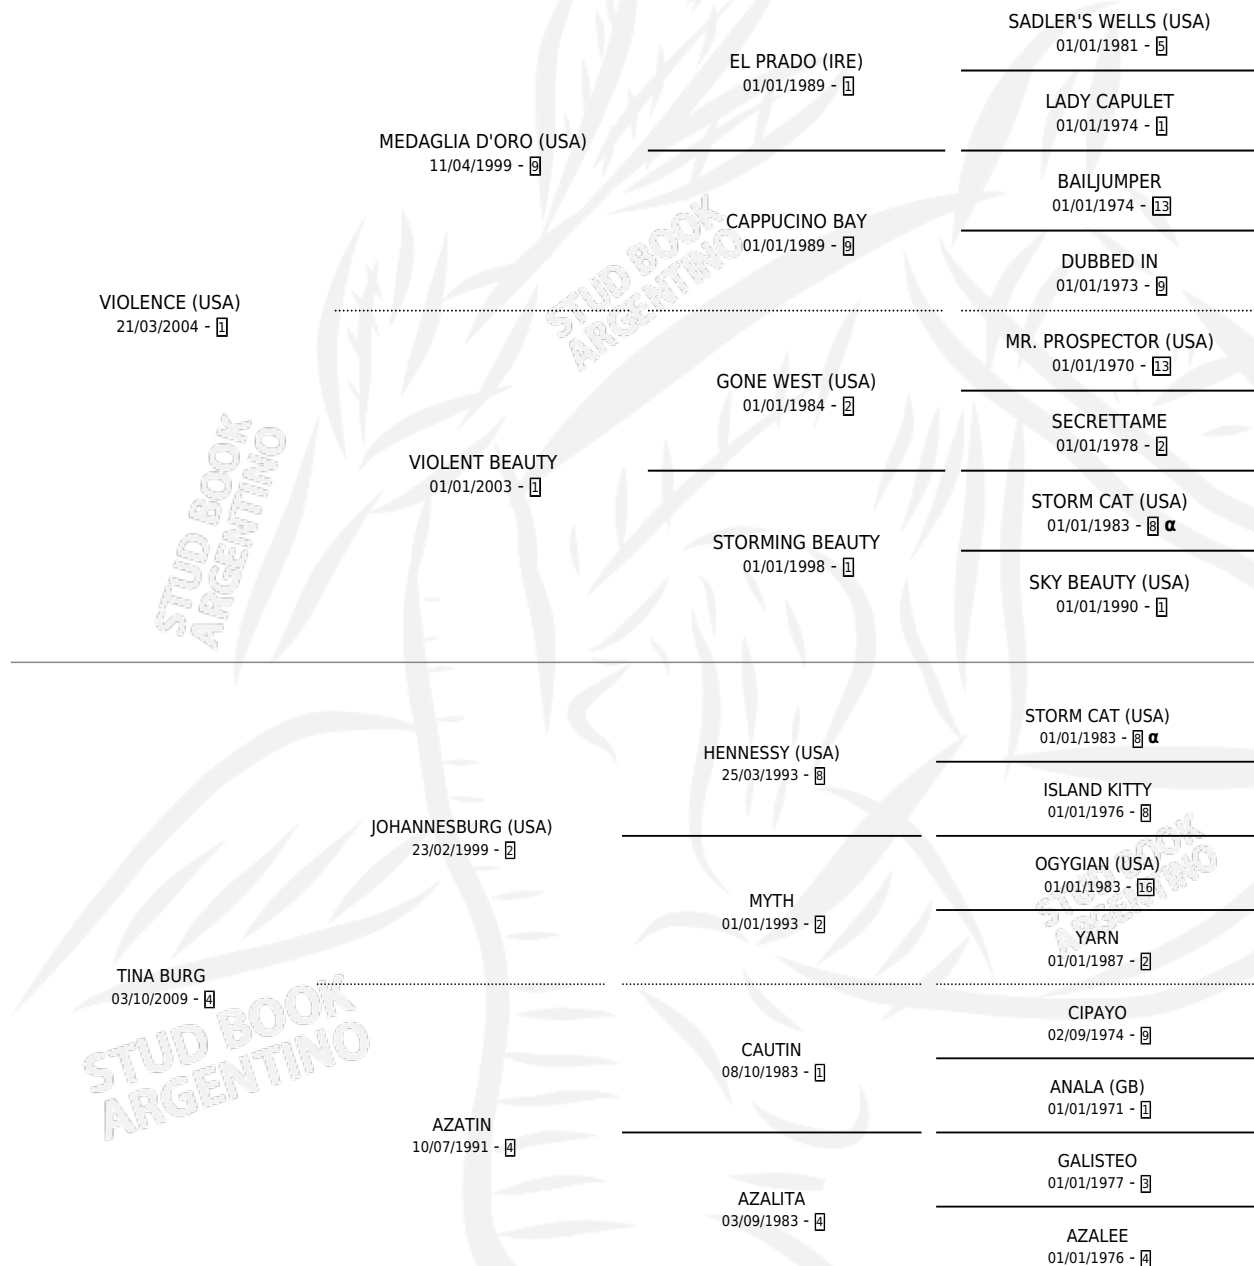 SADLER'S WELLS (USA)
01/01/1981 - 5
EL PRADO (IRE)
01/01/1989 - 1
LADY CAPULET
01/01/1974 - 1
MEDAGLIA D'ORO (USA)
11/04/1999 - 9
BAILJUMPER
01/01/1974 - 13
CAPPUCINO BAY
01/01/1989 - 9
DUBBED IN
01/01/1973 - 9
VIOLENCE (USA)
21/03/2004 - 1
MR. PROSPECTOR (USA)
01/01/1970 - 13
GONE WEST (USA)
01/01/1984 - 2
SECRETTAME
01/01/1978 - 2
VIOLENT BEAUTY
01/01/2003 - 1
STORM CAT (USA)
01/01/1983 - 8 α
STORMING BEAUTY
01/01/1998 - 1
SKY BEAUTY (USA)
01/01/1990 - 1
STORM CAT (USA)
01/01/1983 - 8 α
HENNESSY (USA)
25/03/1993 - 8
ISLAND KITTY
01/01/1976 - 8
JOHANNESBURG (USA)
23/02/1999 - 2
OGYGIAN (USA)
01/01/1983 - 16
MYTH
01/01/1993 - 2
YARN
01/01/1987 - 2
TINA BURG
03/10/2009 - 4
CIPAYO
02/09/1974 - 9
CAUTIN
08/10/1983 - 1
ANALA (GB)
01/01/1971 - 1
AZATIN
10/07/1991 - 4
GALISTEO
01/01/1977 - 3
AZALITA
03/09/1983 - 4
AZALEE
01/01/1976 - 4
STUD BOOK
ARGENTINO
STUD BOOK
ARGENTINO
STUD BOOK
ARGENTINO
STUD BOOK
ARGENTINO